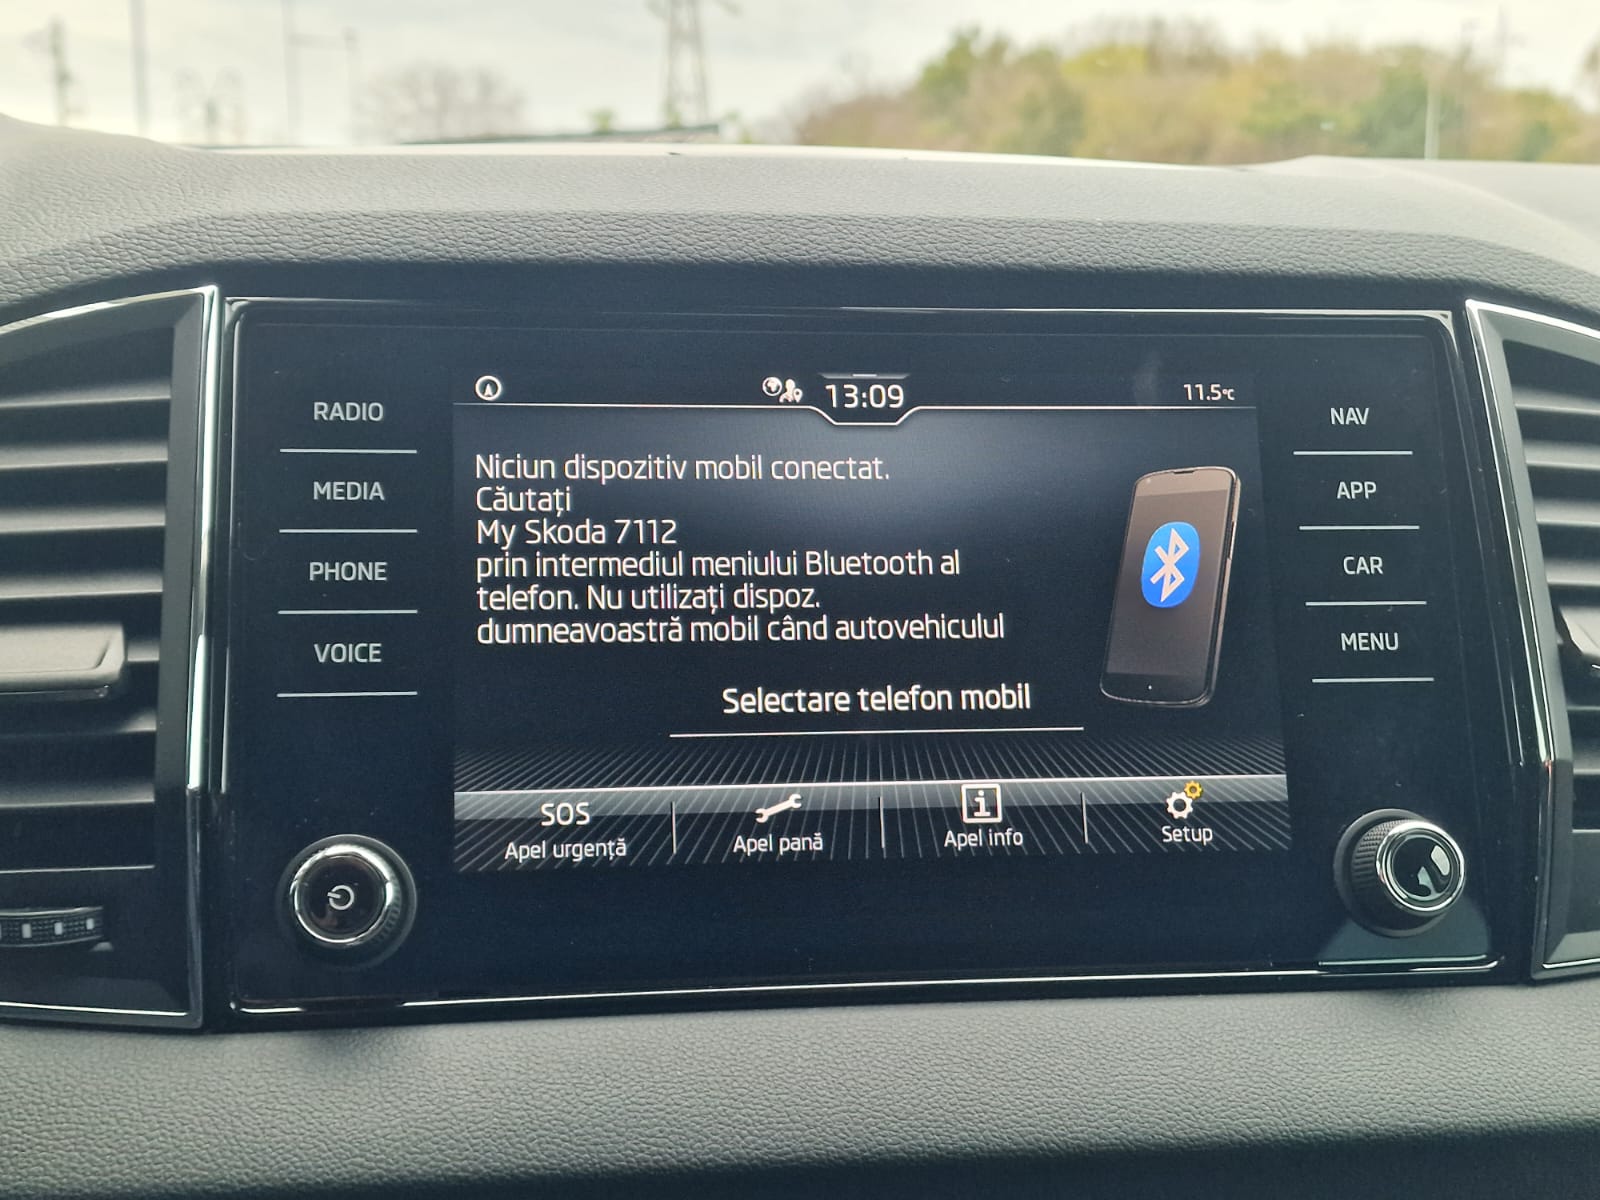 RADIO
MEDIA
PHONE
VOICE
13:09
11.5°C
Niciun dispozitiv mobil conectat.
Căutați
My Skoda 7112
prin intermediul meniului Bluetooth al
telefon. Nu utilizați dispoz.
dumneavoastră mobil când autovehiculul
Selectare telefon mobil
SOS
Apel urgență
Apel pană
i
Apel info
Setup
NAV
APP
CAR
MENU